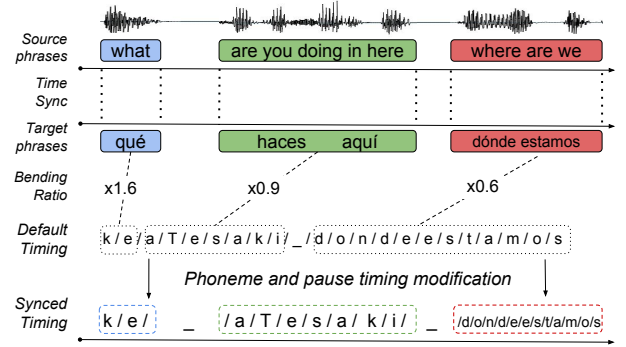 Source phrases
what are you doing in here where are we
Time Sync
Target phrases
qué haces aquí dónde estamos
Bending Ratio
x1.6 x0.9 x0.6
Default Timing
k / e / a / T / e / s / a / k / i / _ / d / o / n / d / e / e / s / t / a / m / o / s
Phoneme and pause timing modification
Synced Timing
k / e / _ / a / T / e / s / a / k / i / _ /d/o/n/d/e/e/s/t/a/m/o/s